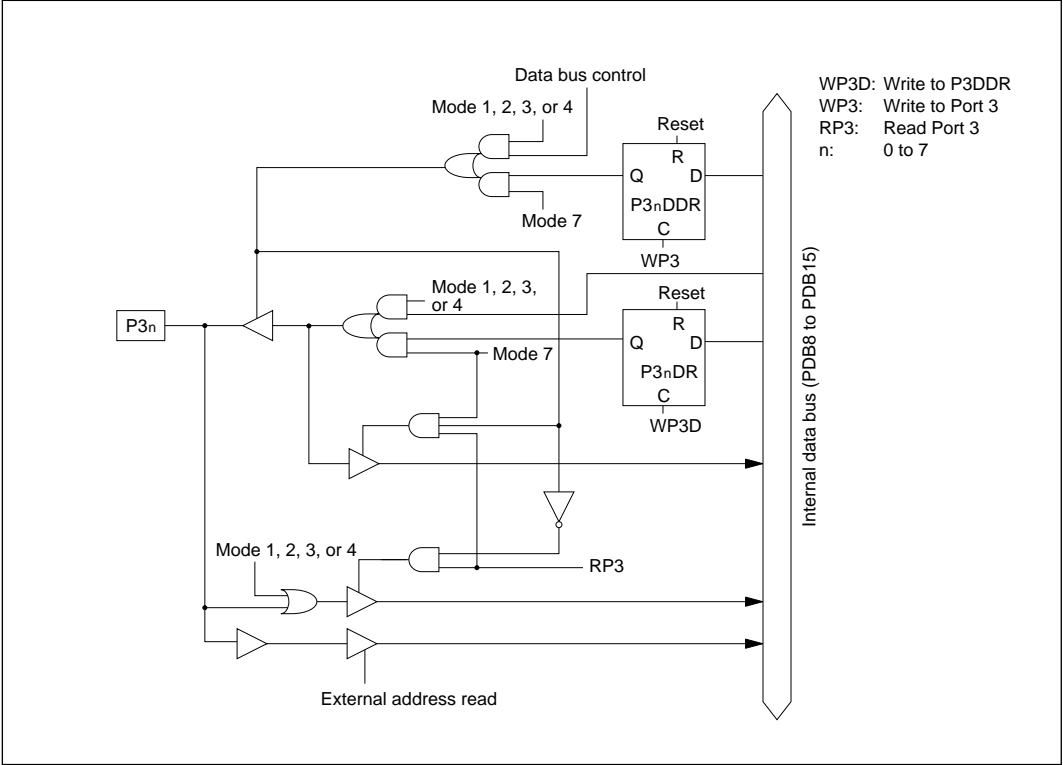 Data bus control
Mode 1, 2, 3, or 4
WP3D: Write to P3DDR
WP3: Write to Port 3
RP3: Read Port 3
n: 0 to 7
Reset
R
Q D
P3nDDR
C
Mode 7
WP3
Mode 1, 2, 3,
or 4
Reset
R
P3n
Q D
Mode 7
P3nDR
C
WP3D
Internal data bus (PDB8 to PDB15)
Mode 1, 2, 3, or 4
RP3
External address read